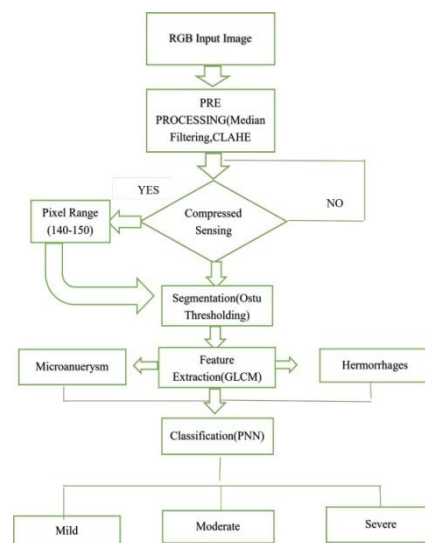 RGB Input Image
PRE
PROCESSING(Median
Filtering,CLAHE
YES
NO
Pixel Range
(140-150)
Compressed
Sensing
Segmentation(Ostu
Thresholding)
Microanuerysm
Feature
Extraction(GLCM)
Hermorrhages
Classification(PNN)
Mild
Moderate
Severe